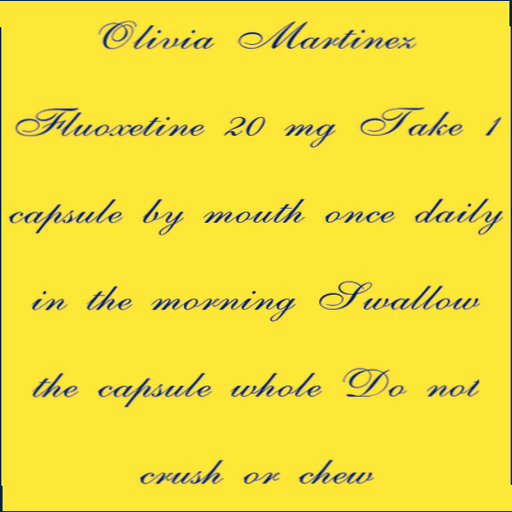 Olivia Martinez
Fluoxetine 20 mg Take 1
capsule by mouth once daily
in the morning Swallow
the capsule whole Do not
crush or chew